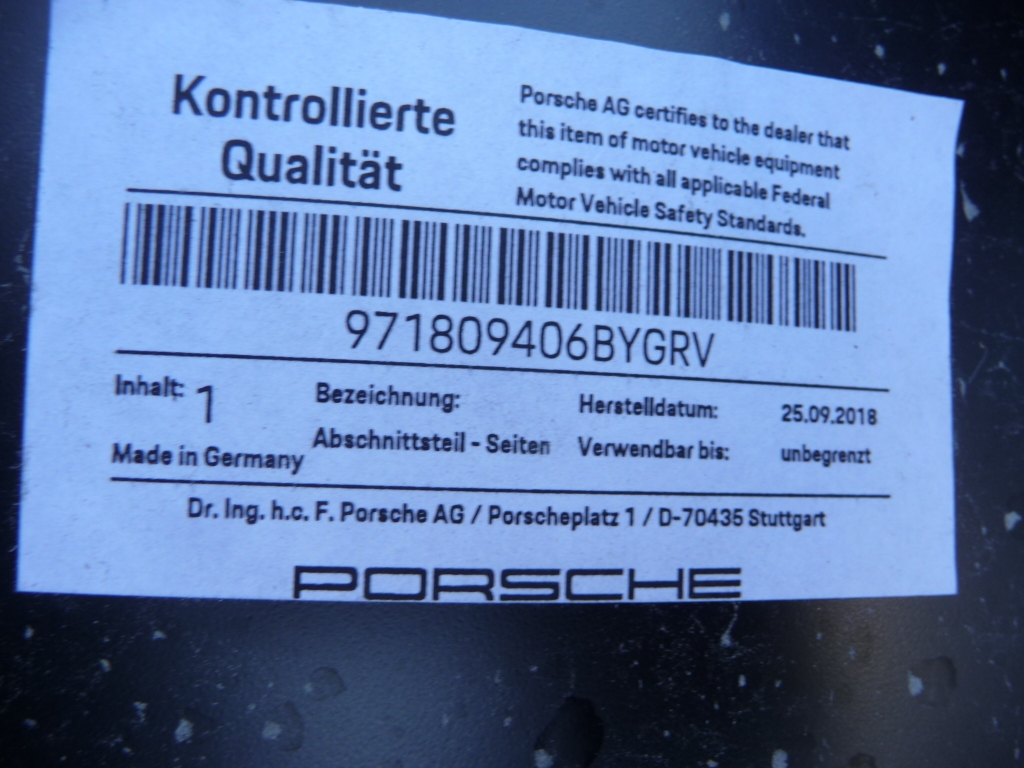 Kontrollierte
Qualität
Porsche AG certifies to the dealer that
this item of motor vehicle equipment
complies with all applicable Federal
Motor Vehicle Safety Standards.
971809406BYGRV
Inhalt: 1
Made in Germany
Bezeichnung:
Abschnittsteil - Seiten
Herstelldatum: 25.09.2018
Verwendbar bis: unbegrenzt
Dr. Ing. h.c. F. Porsche AG / Porscheplatz 1 / D-70435 Stuttgart
PORSCHE